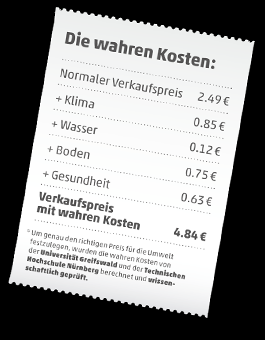 Die wahren Kosten:
Normaler Verkaufspreis 2.49 €
+ Klima 0.85 €
+ Wasser 0.12 €
+ Boden 0.75 €
+ Gesundheit 0.63 €
Verkaufspreis
mit wahren Kosten 4.84 €
* Um genau den richtigen Preis für die Umwelt
festzulegen, wurden die wahren Kosten von
der Universität Greifswald und der Technischen
Hochschule Nürnberg berechnet und wissen-
schaftlich geprüft.